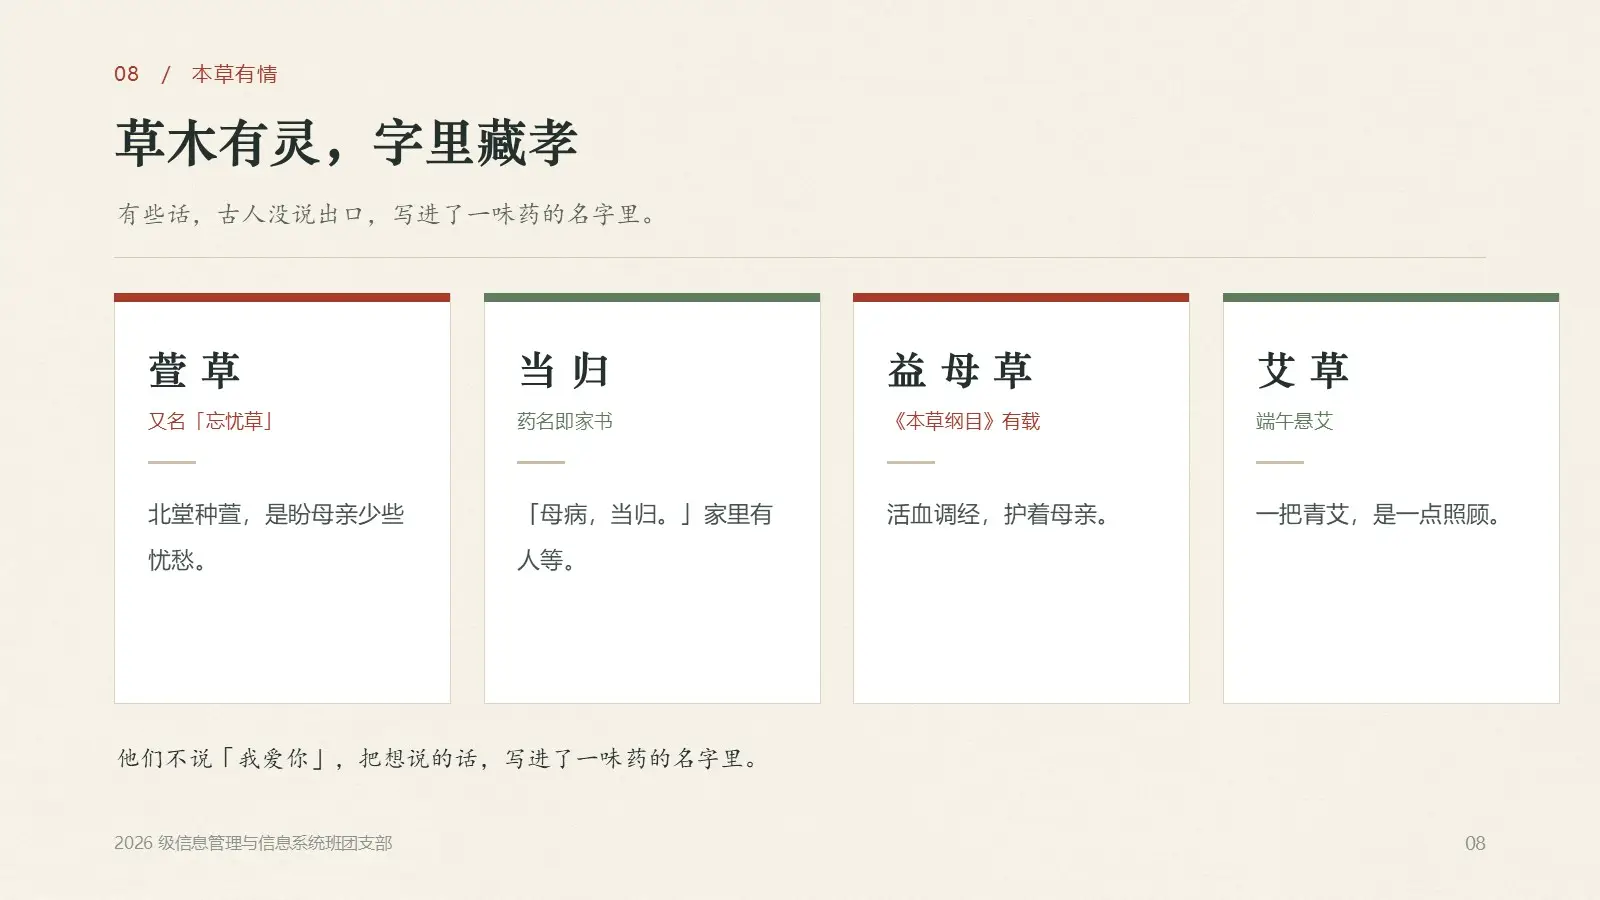 08 / 本草有情
草木有灵，字里藏孝
有些话，古人没说出口，写进了一味药的名字里。
萱草
又名「忘忧草」
北堂种萱，是盼母亲少些
忧愁。
当归
药名即家书
「母病，当归。」家里有
人等。
益母草
《本草纲目》有载
活血调经，护着母亲。
艾草
端午悬艾
一把青艾，是一点照顾。
他们不说「我爱你」，把想说的话，写进了一味药的名字里。
2026 级信息管理与信息系统班团支部
08